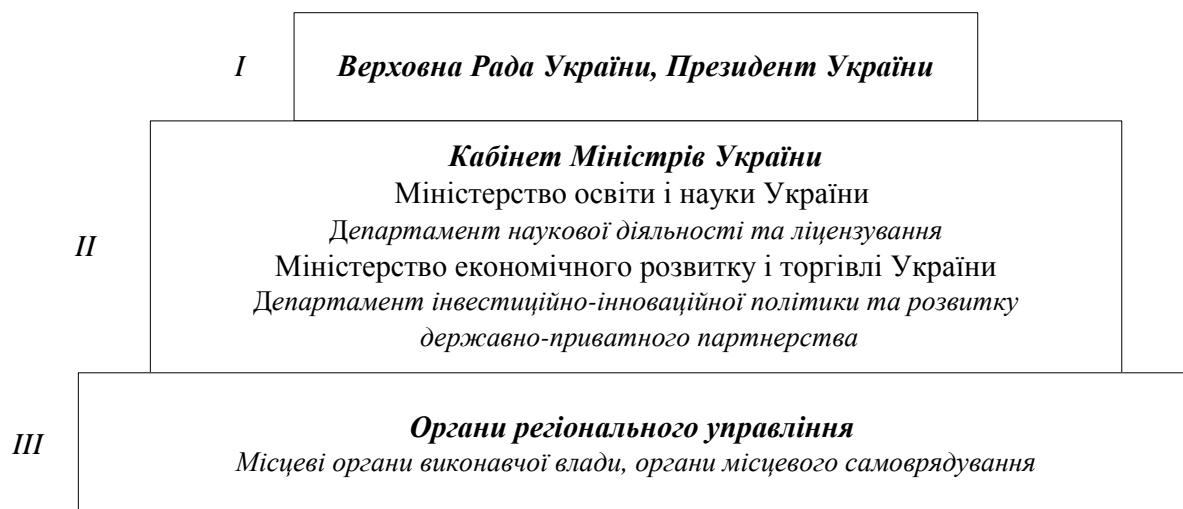 I
Верховна Рада України, Президент України
II
Кабінет Міністрів України
Міністерство освіти і науки України
Департамент наукової діяльності та ліцензування
Міністерство економічного розвитку і торгівлі України
Департамент інвестиційно-інноваційної політики та розвитку
державно-приватного партнерства
III
Органи регіонального управління
Місцеві органи виконавчої влади, органи місцевого самоврядування